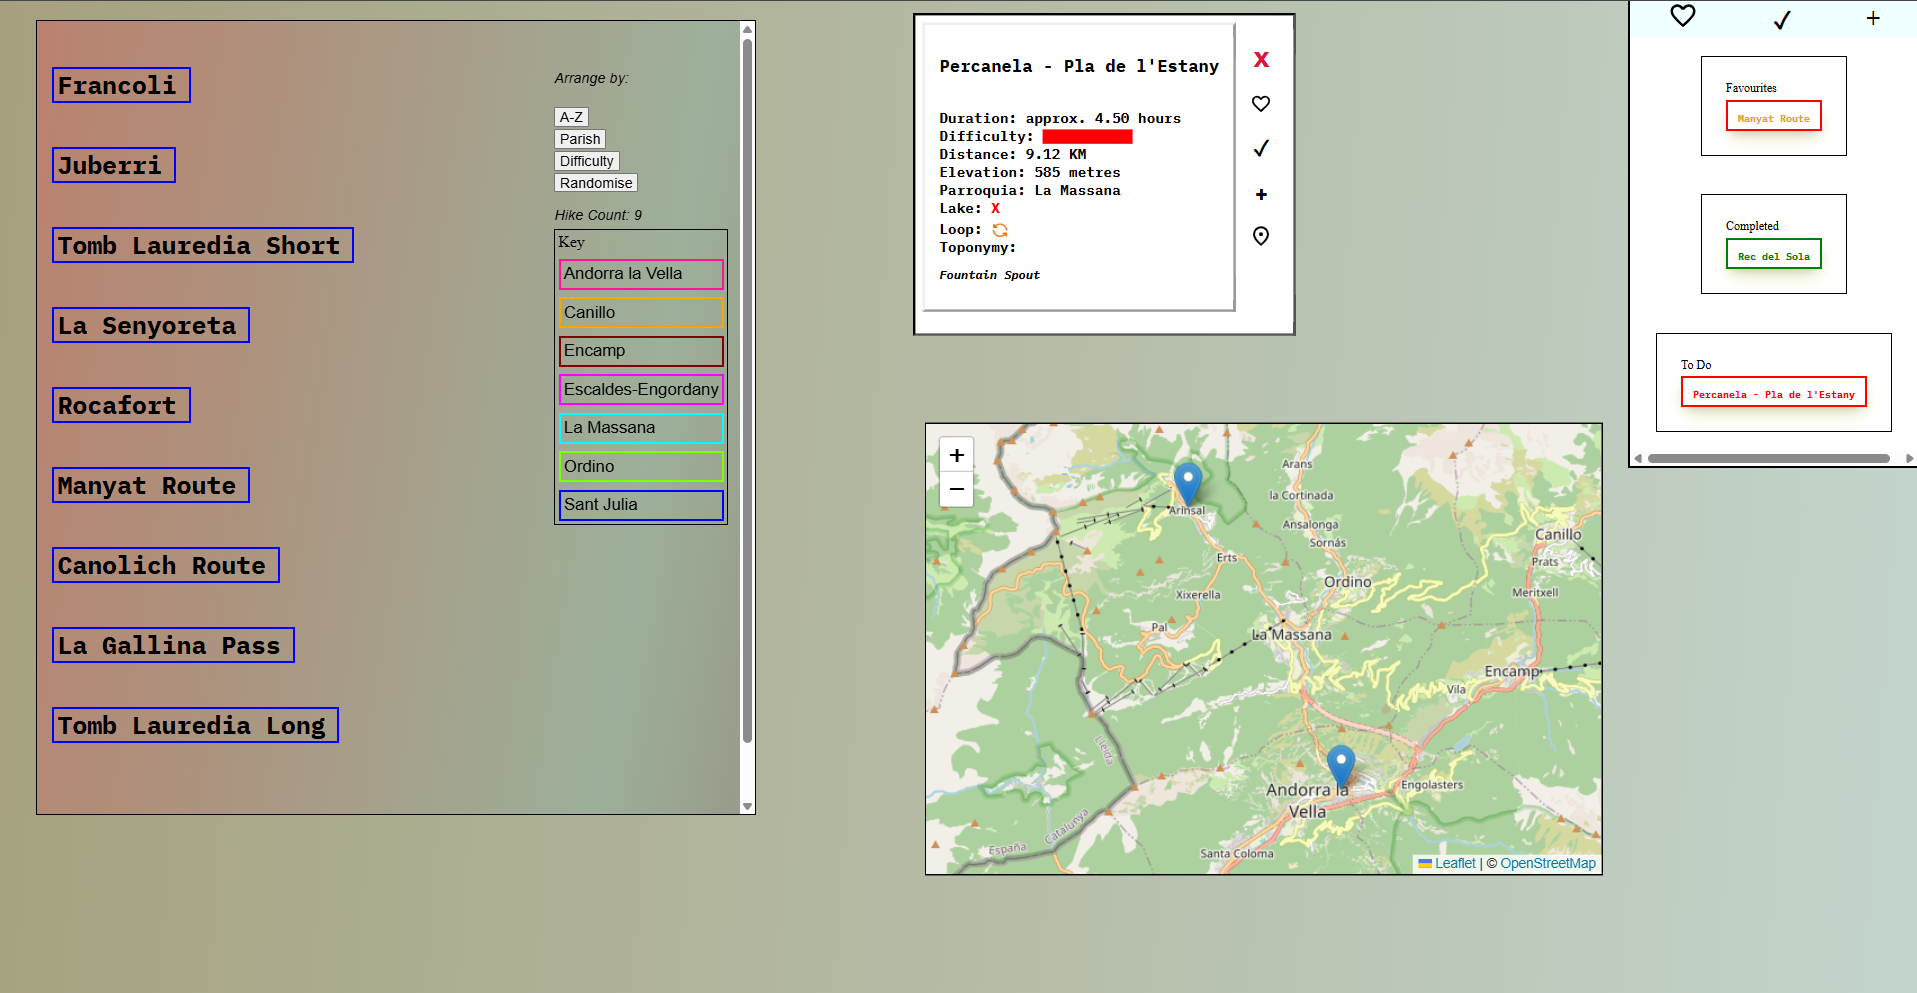 Francoli
Juberri
Tomb Lauredia Short
La Senyoreta
Rocafort
Manyat Route
Canolich Route
La Gallina Pass
Tomb Lauredia Long
Arrange by:
A-Z
Parish
Difficulty
Randomise
Hike Count: 9
Key
Andorra la Vella
Canillo
Encamp
Escaldes-Engordany
La Massana
Ordino
Sant Julia
Percanela - Pla de l'Estany
Duration: approx. 4.50 hours
Difficulty:
Distance: 9.12 KM
Elevation: 585 metres
Parroquia: La Massana
Lake: X
Loop:
Toponymy:
Fountain Spout
X
+
+
−
Arans
la Cortinada
Arinsal
Ansalonga
Sornás
Canillo
Erts
Prats
Ordino
Meritxell
Xixerella
Pal
La Massana
Encamp
Vila
Lleida
Andorra la
Vella
Engolasters
Catalunya
España
Santa Coloma
Leaflet | © OpenStreetMap
+
Favourites
Manyat Route
Completed
Rec del Sola
To Do
Percanela - Pla de l'Estany